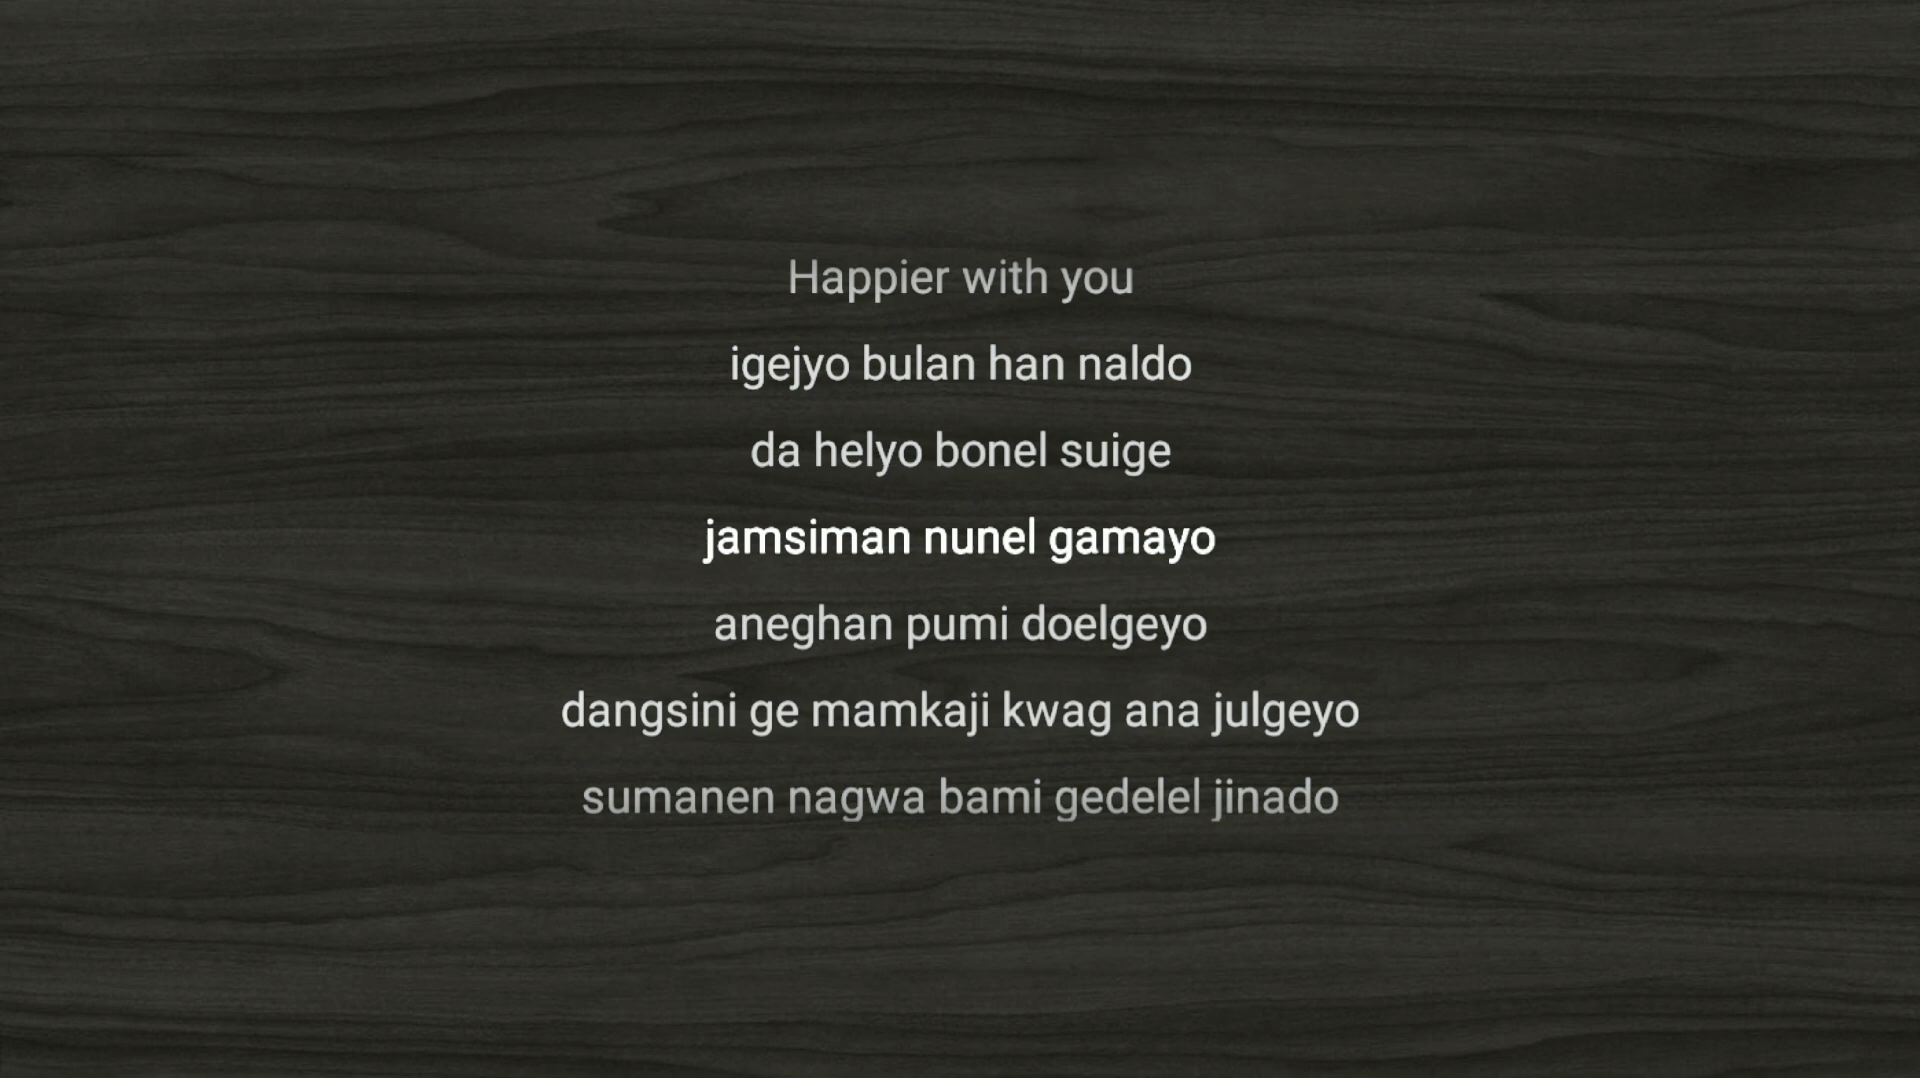 Happier with you
igejyo bulan han naldo
da helyo bonel suige
jamsiman nunel gamayo
aneghan pumi doelgeyo
dangsini ge mamkaji kwag ana julgeyo
sumanen nagwa bami gedelel jinado